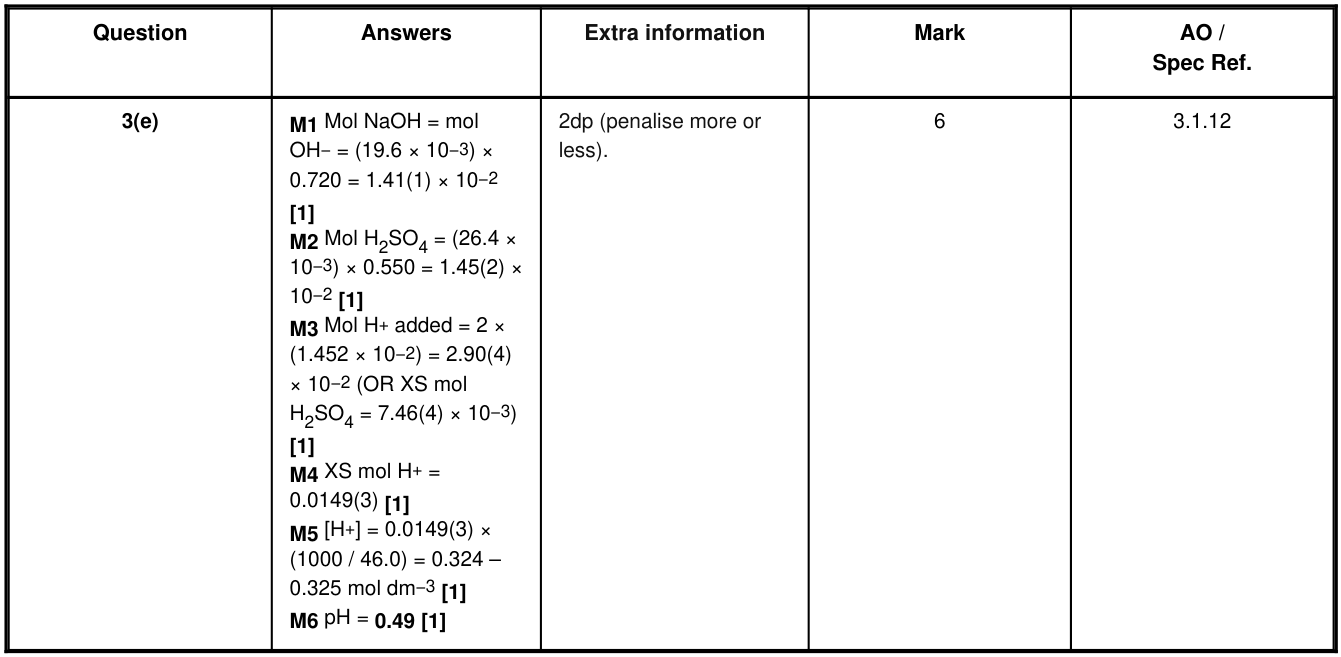 Question Answers Extra information Mark AO /
Spec Ref.
3(e) M1 Mol NaOH = mol 2dp (penalise more or 6 3.1.12
OH– = (19.6 × 10–3) × less).
0.720 = 1.41(1) × 10–2
[1]
M2 Mol H2SO4 = (26.4 ×
10–3) × 0.550 = 1.45(2) ×
10–2 [1]
M3 Mol H+ added = 2 ×
(1.452 × 10–2) = 2.90(4)
× 10–2 (OR XS mol
H2SO4 = 7.46(4) × 10–3)
[1]
M4 XS mol H+ =
0.0149(3) [1]
M5 [H+] = 0.0149(3) ×
(1000 / 46.0) = 0.324 –
0.325 mol dm–3 [1]
M6 pH = 0.49 [1]